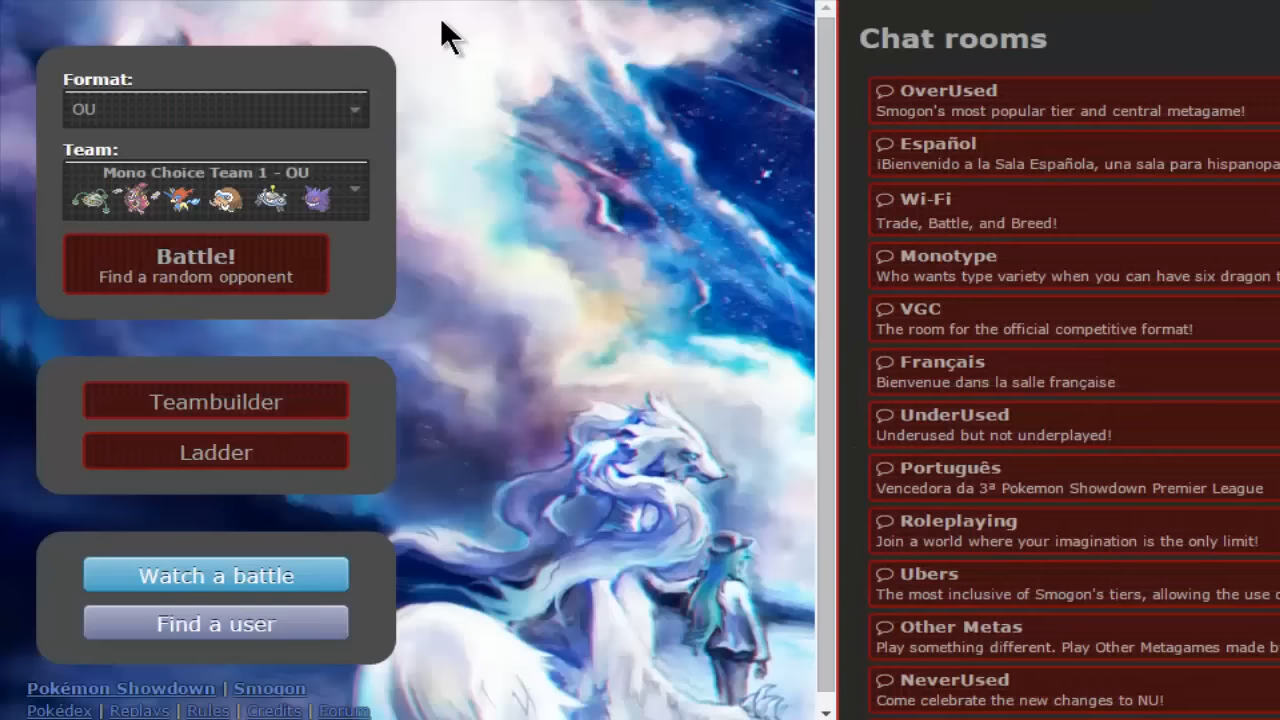 Format:
OU
Team:
Mono Choice Team 1 - OU
Battle!
Find a random opponent
Teambuilder
Ladder
Watch a battle
Find a user
Pokémon Showdown | Smogon
Pokédex | Replays | Rules | Credits | Forum
Chat rooms
OverUsed
Smogon's most popular tier and central metagame!
Español
¡Bienvenido a la Sala Española, una sala para hispanopa
Wi-Fi
Trade, Battle, and Breed!
Monotype
Who wants type variety when you can have six dragon t
VGC
The room for the official competitive format!
Français
Bienvenue dans la salle française
UnderUsed
Underused but not underplayed!
Português
Vencedora da 3ª Pokemon Showdown Premier League
Roleplaying
Join a world where your imagination is the only limit!
Ubers
The most inclusive of Smogon's tiers, allowing the use o
Other Metas
Play something different. Play Other Metagames made b
NeverUsed
Come celebrate the new changes to NU!